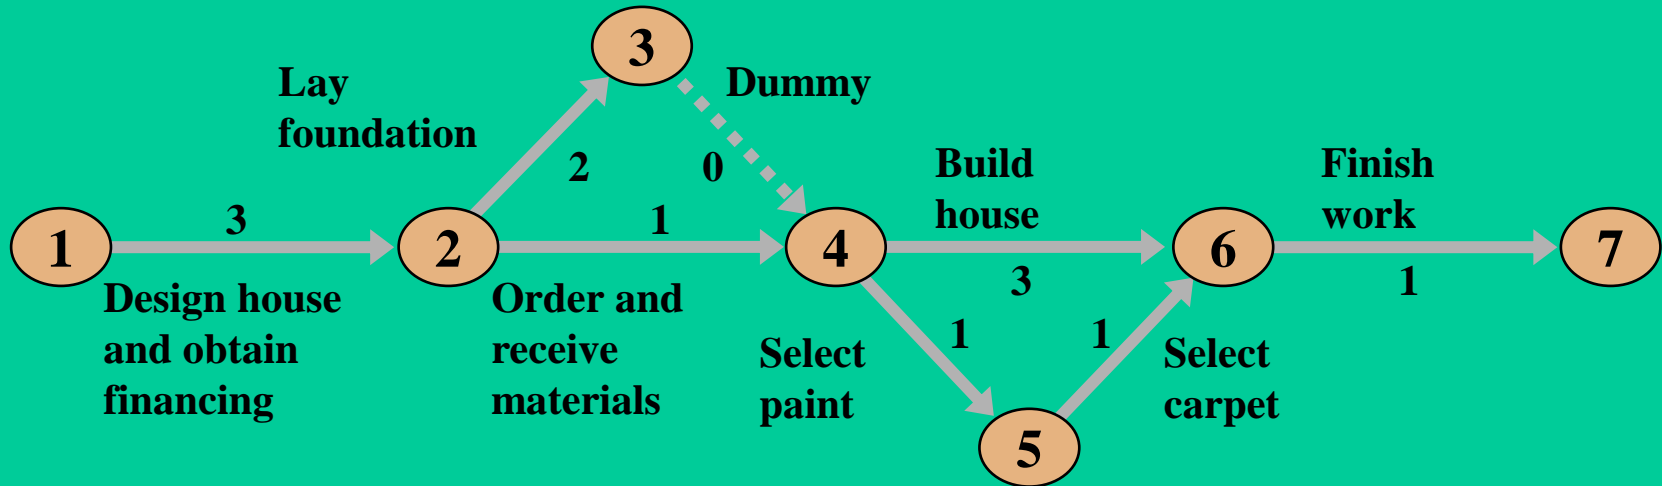 3
Lay
foundation
Dummy
2
0
Build
house
Finish
work
1
3
2
1
4
6
7
3
1
Design house
and obtain
financing
Order and
receive
materials
Select
paint
1
1
Select
carpet
5